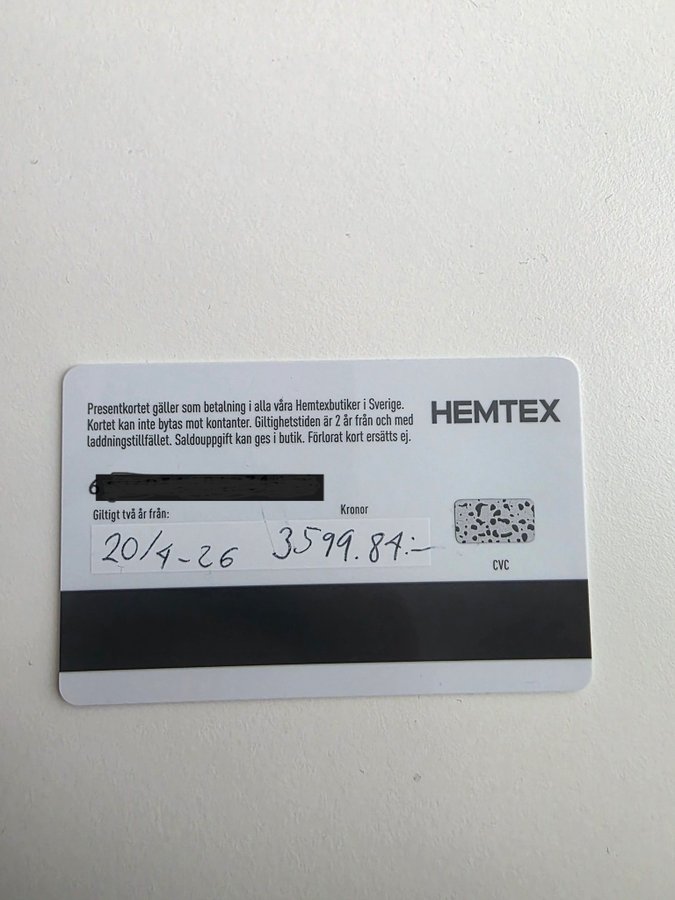 Presentkortet gäller som betalning i alla våra Hemtexbutiker i Sverige.
Kortet kan inte bytas mot kontanter. Giltighetstiden är 2 år från och med
laddningstillfället. Saldouppgift kan ges i butik. Förlorat kort ersätts ej.
HEMTEX
6
Giltigt två år från:
Kronor
20/4-26 3599.84:-
CVC